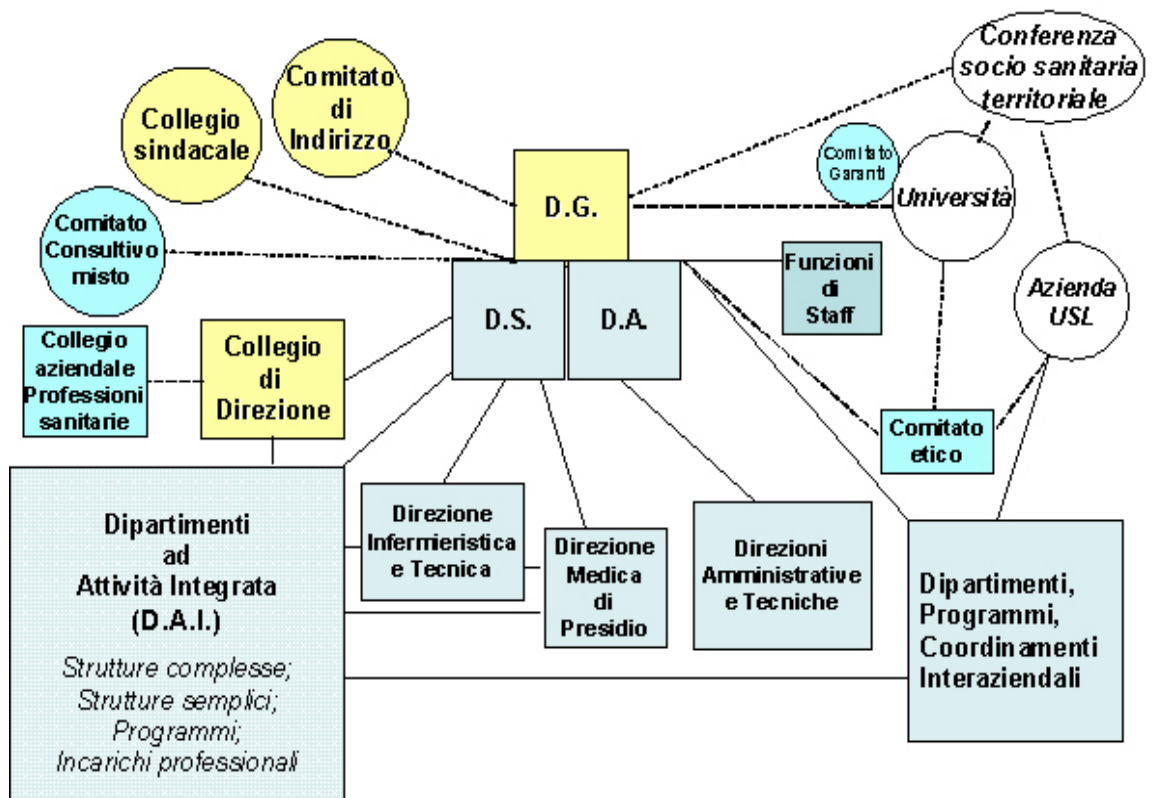 Comitato
di
Indirizzo
Collegio
sindacale
Conferenza
socio sanitaria
territoriale
Comitato
Garanti
Università
D.G.
Comitato
Consultivo
misto
Funzioni
di
Staff
Azienda
USL
D.S.
D.A.
Collegio
aziendale
Professioni
sanitarie
Collegio
di
Direzione
Comitato
etico
Dipartimenti
ad
Attività Integrata
(D.A.I.)
Strutture complesse;
Strutture semplici;
Programmi;
Incarichi professionali
Direzione
Infermieristica
e Tecnica
Direzione
Medica
di
Presidio
Direzioni
Amministrative
e Tecniche
Dipartimenti,
Programmi,
Coordinamenti
Interaziendali